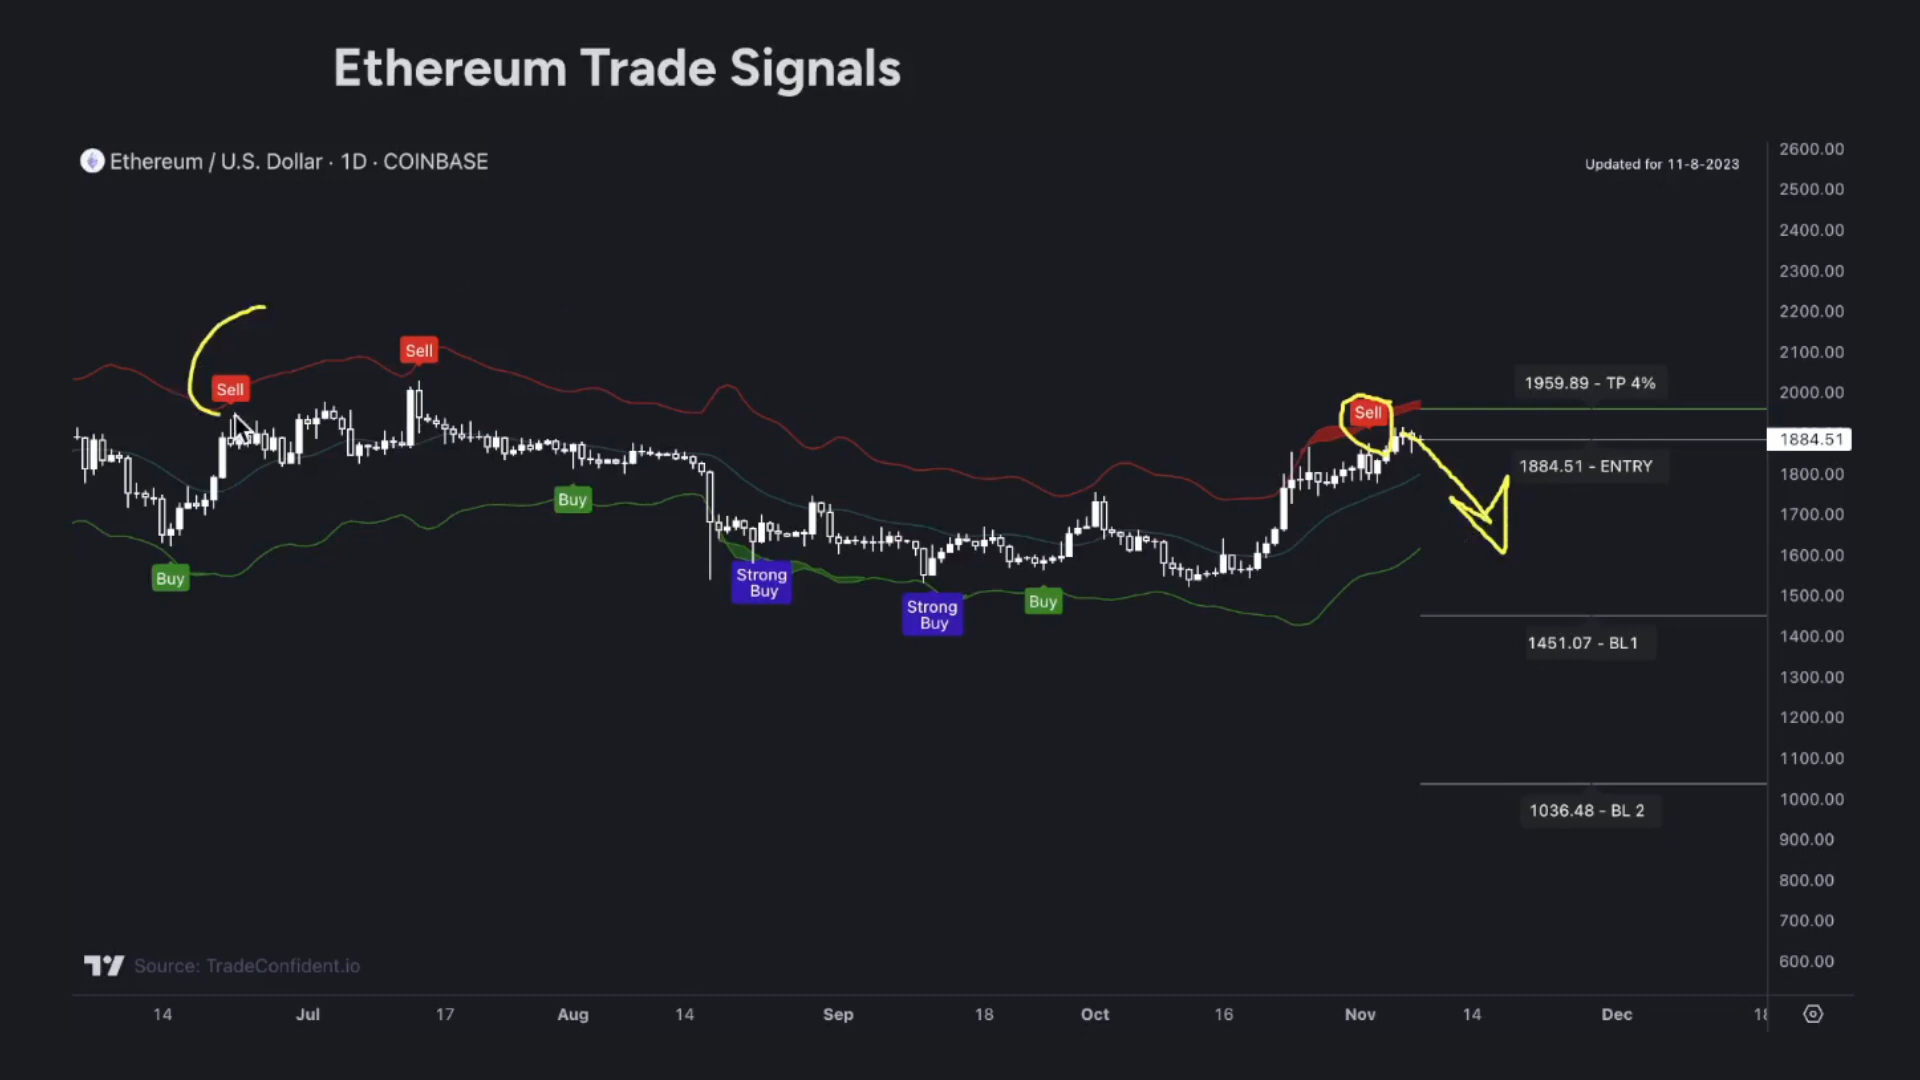 Ethereum Trade Signals
Ethereum / U.S. Dollar · 1D · COINBASE
Updated for 11-8-2023
2600.00
2500.00
2400.00
2300.00
2200.00
2100.00
2000.00
1884.51
1800.00
1700.00
1600.00
1500.00
1400.00
1300.00
1200.00
1100.00
1000.00
900.00
800.00
700.00
600.00
Sell
Sell
Sell
Buy
Buy
Strong
Buy
Strong
Buy
Buy
1959.89 - TP 4%
1884.51 - ENTRY
1451.07 - BL1
1036.48 - BL 2
Source: TradeConfident.io
14 Jul 17 Aug 14 Sep 18 Oct 16 Nov 14 Dec